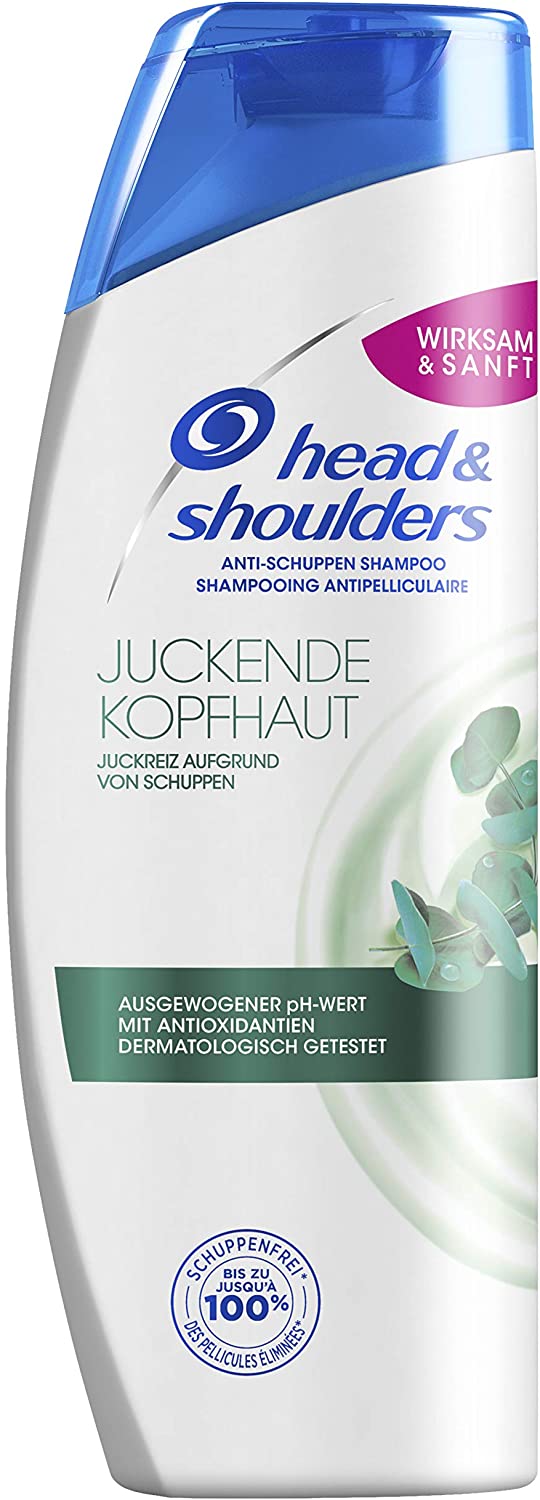 WIRKSAM
& SANFT
head &
shoulders
ANTI-SCHUPPEN SHAMPOO
SHAMPOOING ANTIPELLICULAIRE
JUCKENDE
KOPFHAUT
JUCKREIZ AUFGRUND
VON SCHUPPEN
AUSGEWOGENER pH-WERT
MIT ANTIOXIDANTIEN
DERMATOLOGISCH GETESTET
SCHUPPENFREI*
BIS ZU
JUSQU'À
100%
DES PELLICULES ÉLIMINÉES*